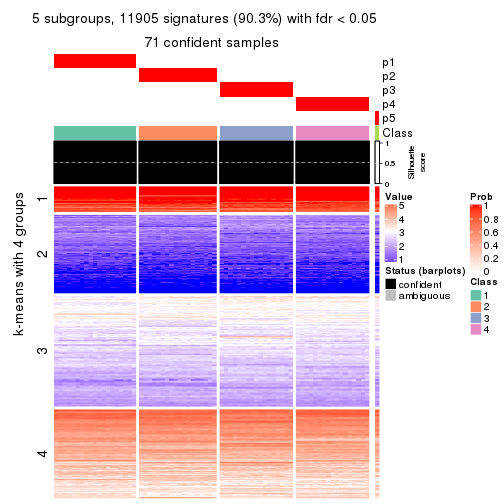 5 subgroups, 11905 signatures (90.3%) with fdr < 0.05
71 confident samples
p1
p2
p3
p4
p5
Class
1
0.5
0
Silhouette
score
k-means with 4 groups
1
2
3
4
Value
5
4
3
2
1
Status (barplots)
confident
ambiguous
Prob
1
0.8
0.6
0.4
0.2
0
Class
1
2
3
4